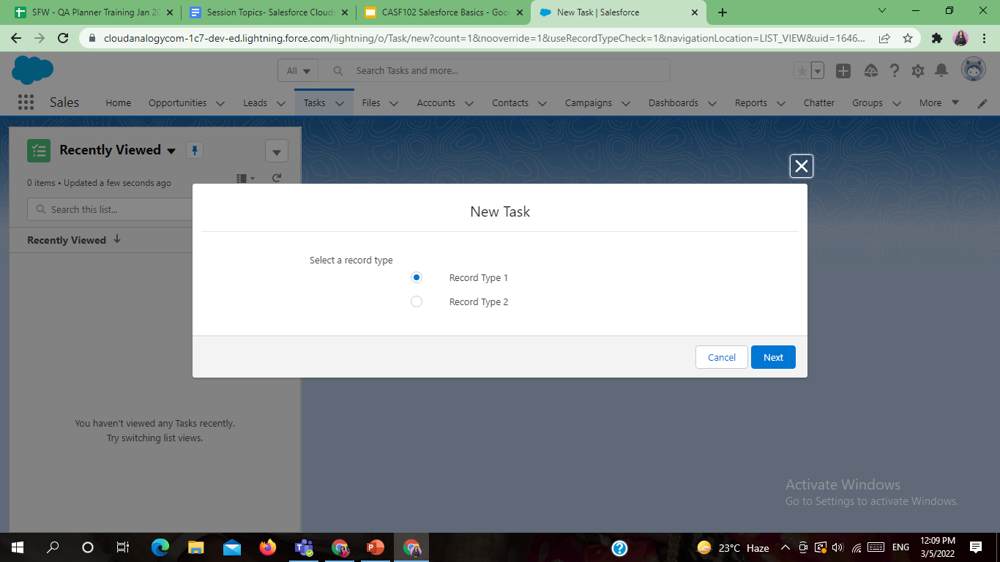 SFW - QA Planner Training Jan 20
Session Topics- Salesforce Clouds
CASF102 Salesforce Basics - Goo
New Task | Salesforce
cloudanalogycom-1c7-dev-ed.lightning.force.com/lightning/o/Task/new?count=1&nooverride=1&useRecordTypeCheck=1&navigationLocation=LIST_VIEW&uid=1646...
All
Search Tasks and more...
Sales
Home
Opportunities
Leads
Tasks
Files
Accounts
Contacts
Campaigns
Dashboards
Reports
Chatter
Groups
More
Recently Viewed
0 items • Updated a few seconds ago
Search this list...
Recently Viewed
New Task
Select a record type
Record Type 1
Record Type 2
Cancel
Next
You haven't viewed any Tasks recently.
Try switching list views.
Activate Windows
Go to Settings to activate Windows.
23°C Haze
ENG
12:09 PM
3/5/2022